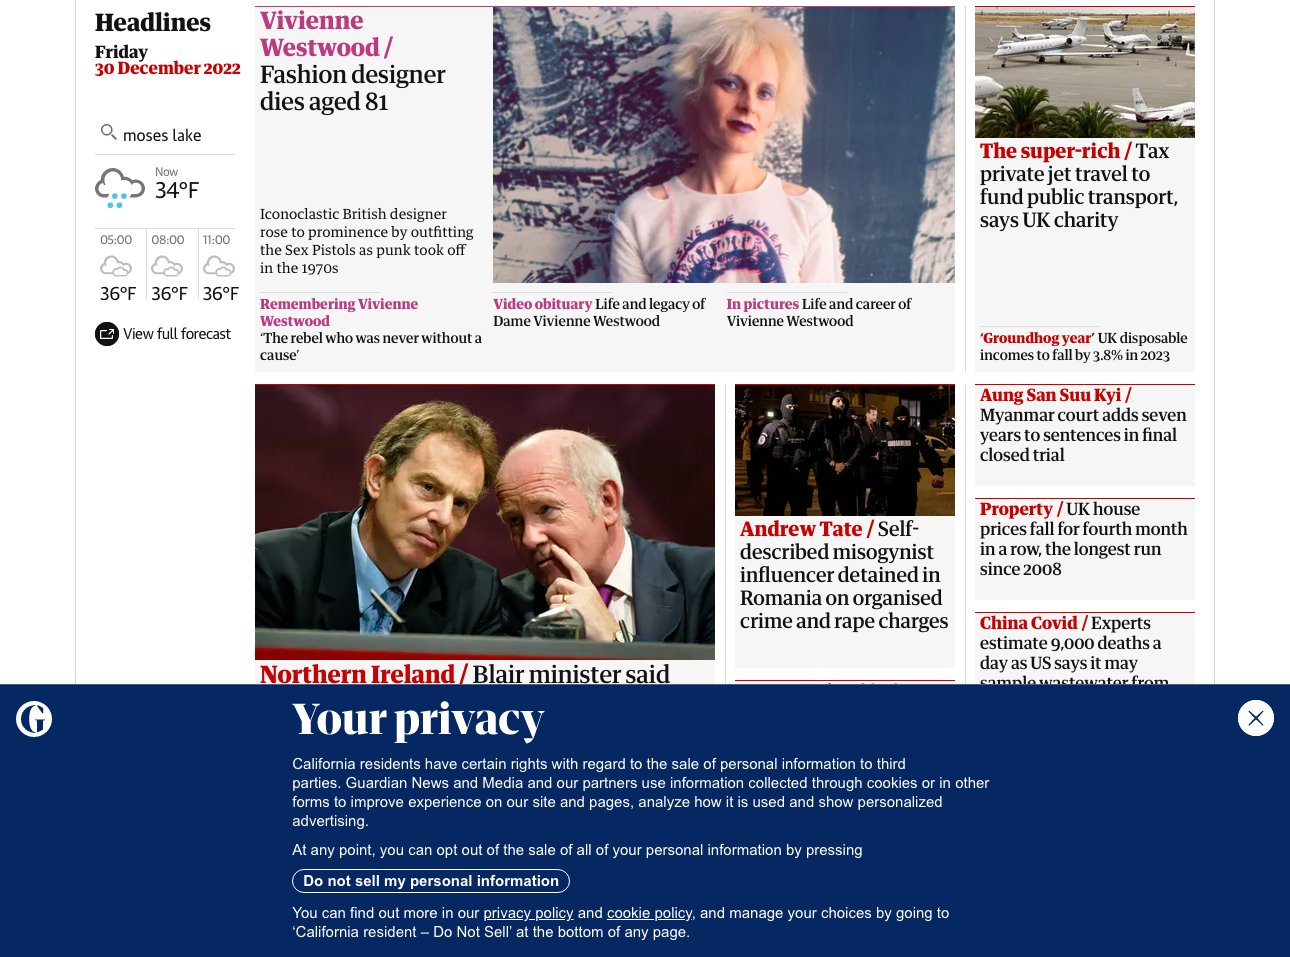 Headlines
Friday
30 December 2022
moses lake
Now
34°F
05:00
08:00
11:00
36°F
36°F
36°F
View full forecast
Vivienne
Westwood /
Fashion designer
dies aged 81
Iconoclastic British designer
rose to prominence by outfitting
the Sex Pistols as punk took off
in the 1970s
Remembering Vivienne
Westwood
‘The rebel who was never without a
cause’
Video obituary Life and legacy of
Dame Vivienne Westwood
In pictures Life and career of
Vivienne Westwood
The super-rich / Tax
private jet travel to
fund public transport,
says UK charity
‘Groundhog year’ UK disposable
incomes to fall by 3.8% in 2023
Northern Ireland / Blair minister said
Andrew Tate / Self-
described misogynist
influencer detained in
Romania on organised
crime and rape charges
Aung San Suu Kyi /
Myanmar court adds seven
years to sentences in final
closed trial
Property / UK house
prices fall for fourth month
in a row, the longest run
since 2008
China Covid / Experts
estimate 9,000 deaths a
day as US says it may
sample wastewater from
Your privacy
California residents have certain rights with regard to the sale of personal information to third
parties. Guardian News and Media and our partners use information collected through cookies or in other
forms to improve experience on our site and pages, analyze how it is used and show personalized
advertising.
At any point, you can opt out of the sale of all of your personal information by pressing
Do not sell my personal information
You can find out more in our privacy policy and cookie policy, and manage your choices by going to
‘California resident – Do Not Sell’ at the bottom of any page.